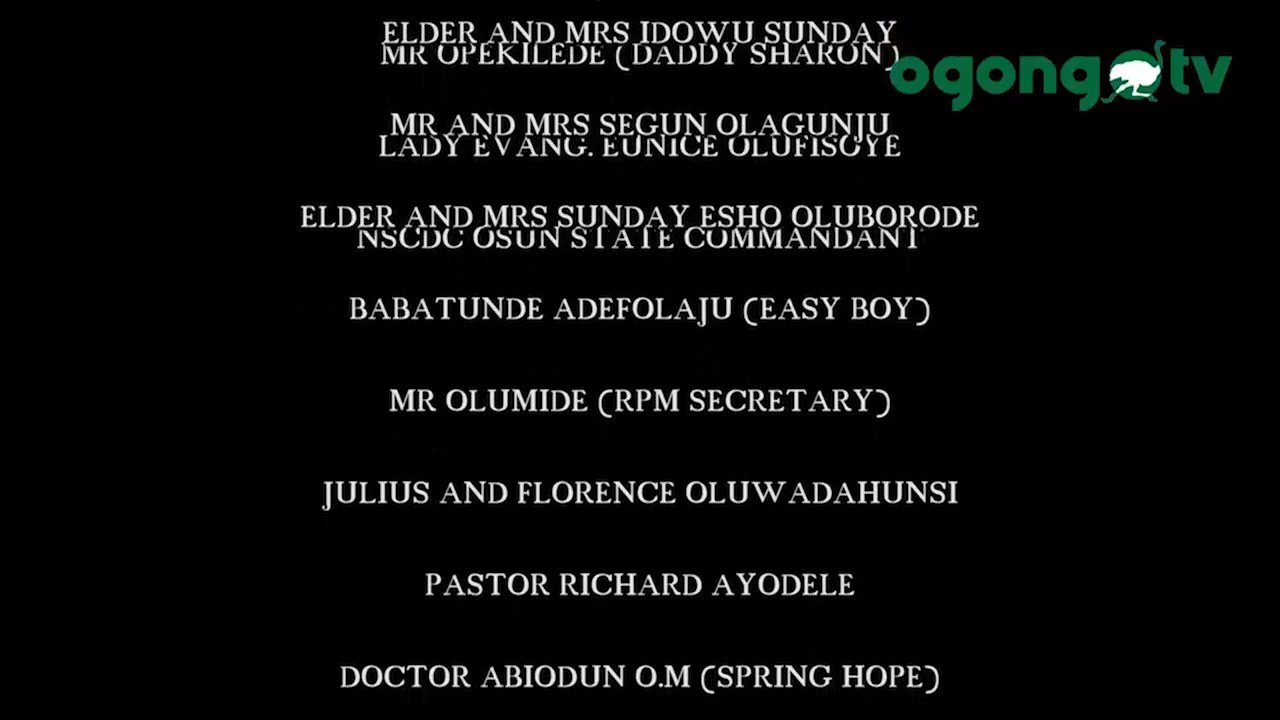 ELDER AND MRS IDOWU SUNDAY
MR OPEKILEDE (DADDY SHARON)
ogongo tv
MR AND MRS SEGUN OLAGUNJU
LADY EVANG. EUNICE OLUFISOYE
ELDER AND MRS SUNDAY ESHO OLUBORODE
NSCDC OSUN STATE COMMANDANT
BABATUNDE ADEFOLAJU (EASY BOY)
MR OLUMIDE (RPM SECRETARY)
JULIUS AND FLORENCE OLUWADAHUNSI
PASTOR RICHARD AYODELE
DOCTOR ABIODUN O.M (SPRING HOPE)